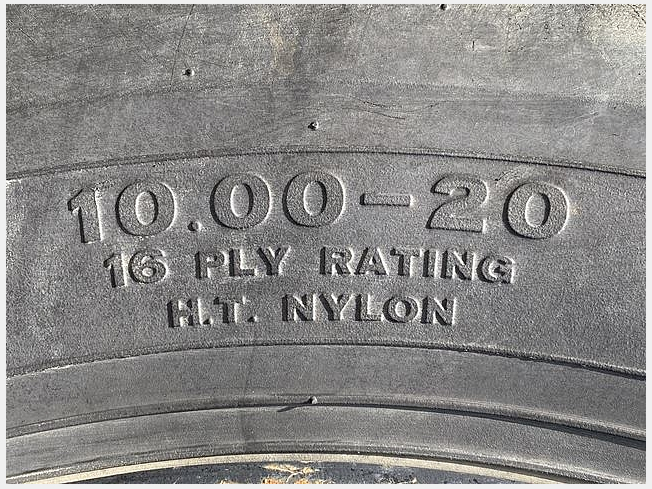 10.00-20
16 PLY RATING
H.T. NYLON